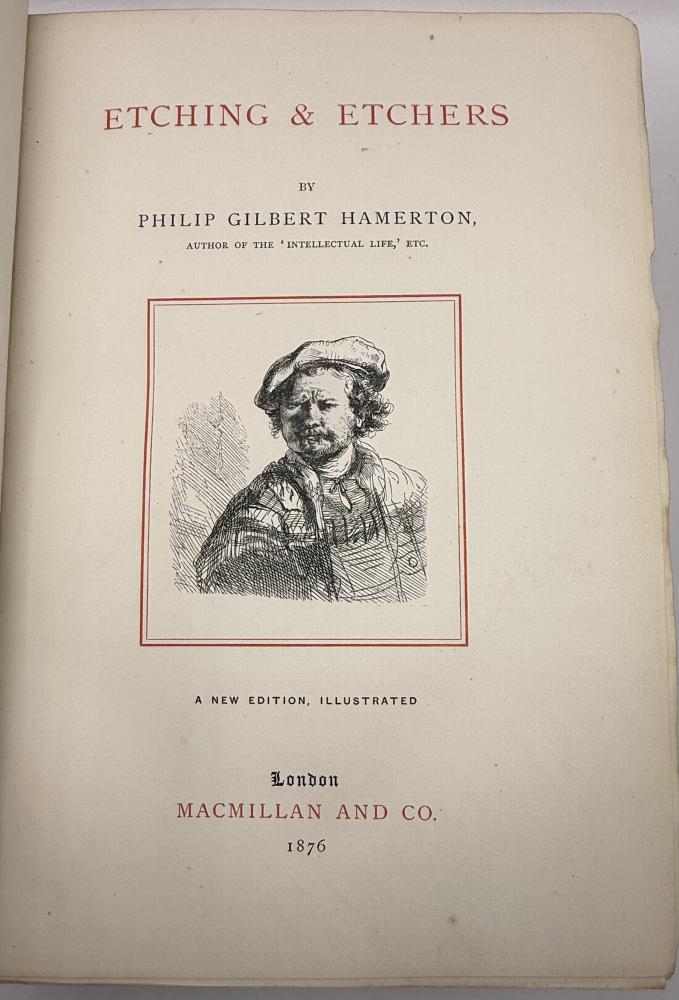 ETCHING & ETCHERS
BY
PHILIP GILBERT HAMERTON,
AUTHOR OF THE ‘INTELLECTUAL LIFE,’ ETC.
A NEW EDITION, ILLUSTRATED
London
MACMILLAN AND CO.
1876